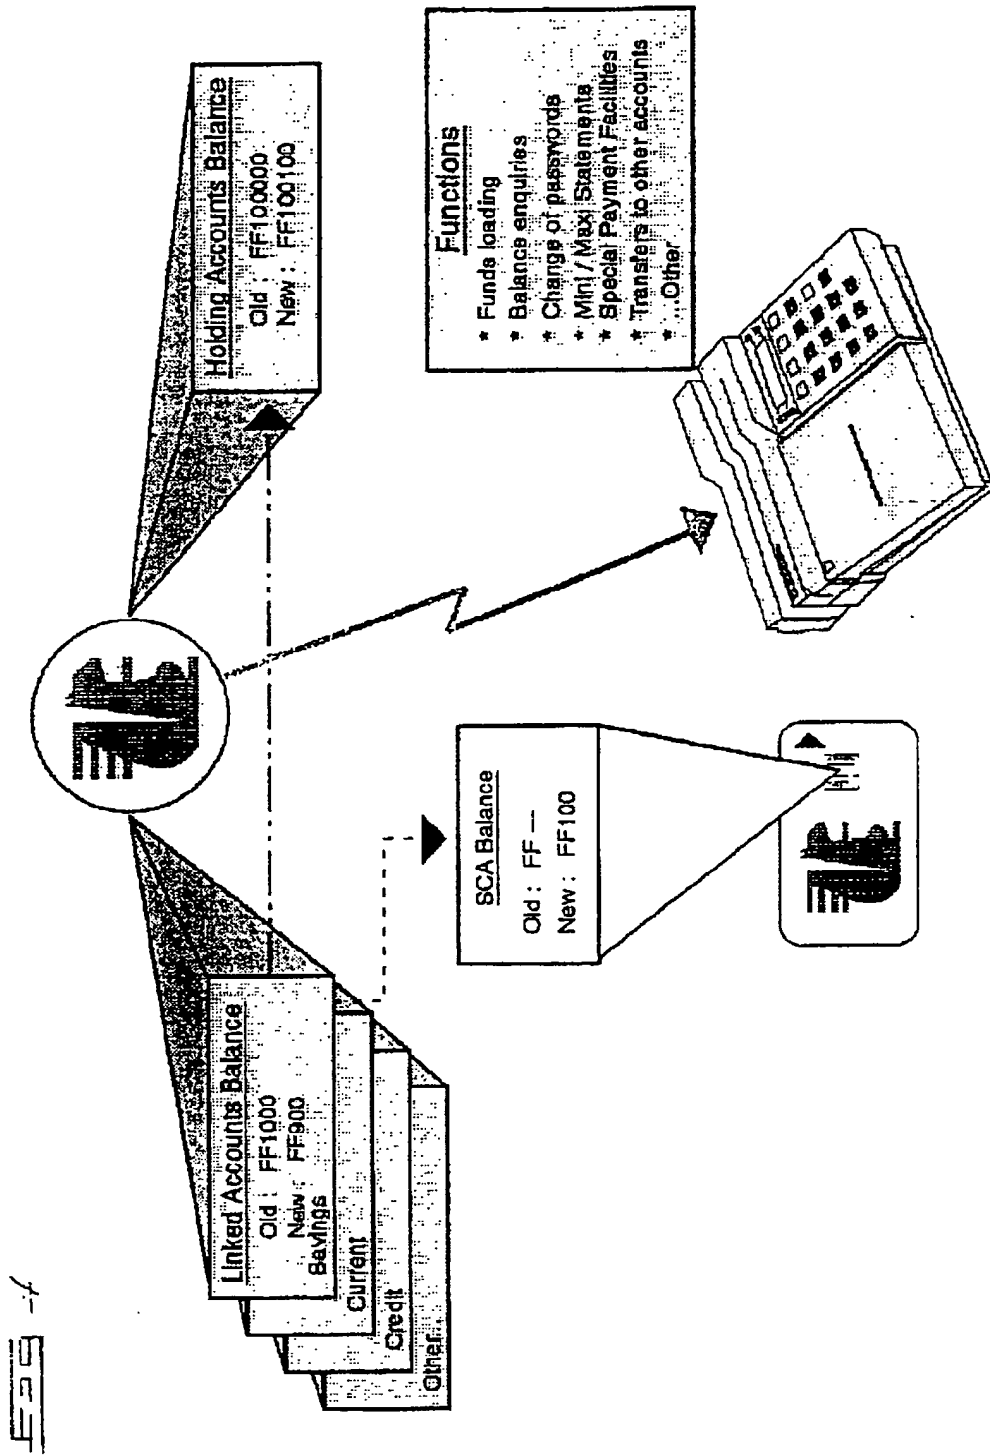 Linked Accounts Balance
Old : FF1000
New : FF900
Savings
Current
Credit
Other...
Holding Accounts Balance
Old : FF100000
New : FF100100
SCA Balance
Old : FF --
New : FF100
Functions
* Funds loading
* Balance enquiries
* Change of passwords
* Mini / Maxi Statements
* Special Payment Facilities
* Transfers to other accounts
* ...Other